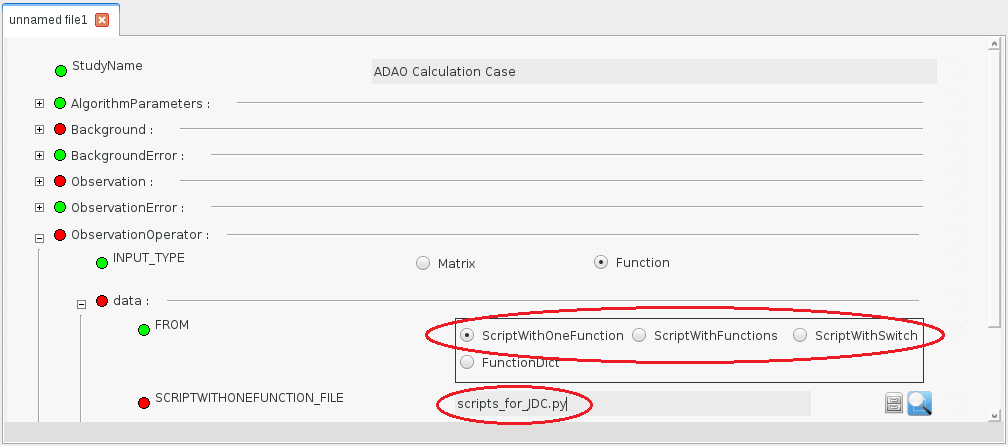 unnamed file1
StudyName ADAO Calculation Case
AlgorithmParameters :
Background :
BackgroundError :
Observation :
ObservationError :
ObservationOperator :
INPUT_TYPE Matrix Function
data :
FROM ScriptWithOneFunction ScriptWithFunctions ScriptWithSwitch
FunctionDict
SCRIPTWITHONEFUNCTION_FILE scripts_for_JDC.py